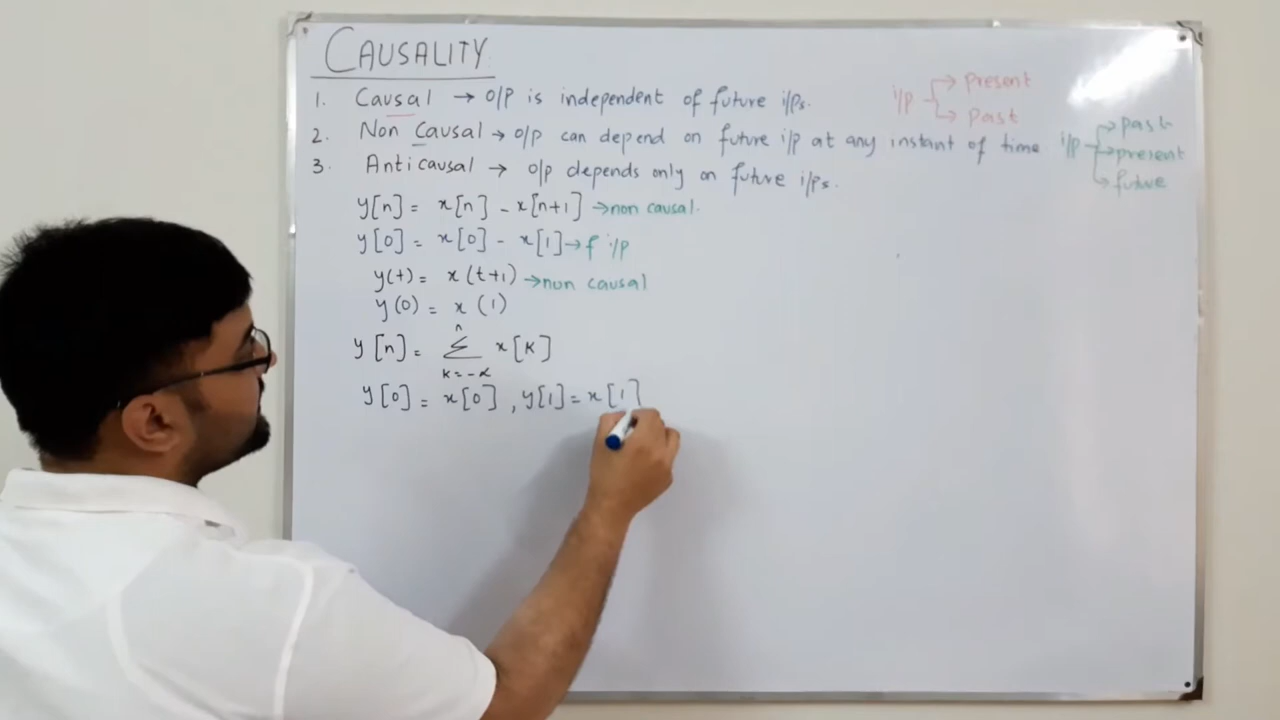 CAUSALITY
1. Causal → O/P is independent of future i/ps. i/p → Present → Past
2. Non Causal → O/P can depend on future i/p at any instant of time i/p → past → present → future
3. Anticausal → O/p depends only on future i/ps.
y[n] = x[n] - x[n+1] → non causal.
y[0] = x[0] - x[1] → f i/p
y(t) = x(t+1) → non causal
y(0) = x(1)
y[n] = n Σ k=-∞ x[k]
y[0] = x[0], y[1] = x[1]